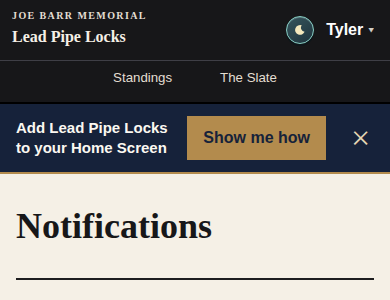 JOE BARR MEMORIAL
Lead Pipe Locks
Tyler
Standings The Slate
Add Lead Pipe Locks
to your Home Screen
Show me how
Notifications